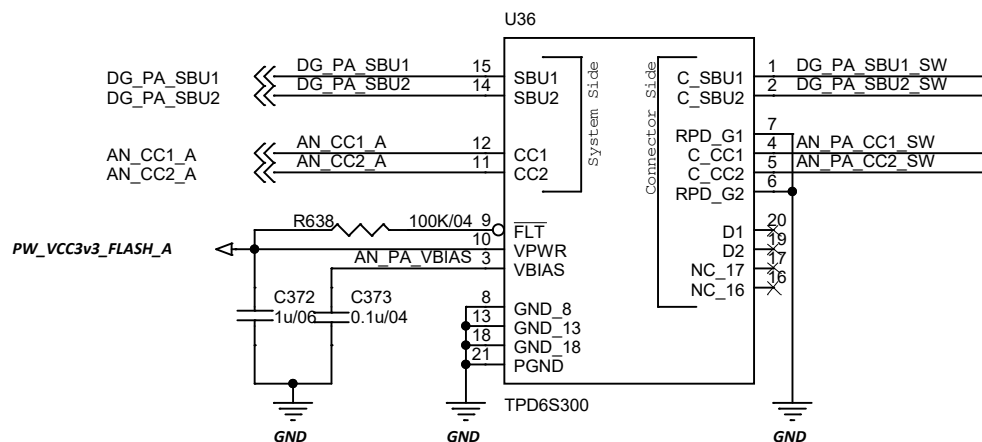 U36
DG_PA_SBU1 DG_PA_SBU1 15 SBU1 C_SBU1 1 DG_PA_SBU1_SW
DG_PA_SBU2 DG_PA_SBU2 14 SBU2 C_SBU2 2 DG_PA_SBU2_SW
System Side
Connector Side
RPD_G1 7
AN_CC1_A AN_CC1_A 12 CC1 C_CC1 4 AN_PA_CC1_SW
AN_CC2_A AN_CC2_A 11 CC2 C_CC2 5 AN_PA_CC2_SW
RPD_G2 6
R638 100K/04 9 FLT D1 20
PW_VCC3v3_FLASH_A 10 VPWR D2 19
AN_PA_VBIAS 3 VBIAS NC_17 17
NC_16 16
C372 C373 8 GND_8
1u/06 0.1u/04 13 GND_13
18 GND_18
21 PGND
TPD6S300
GND GND GND